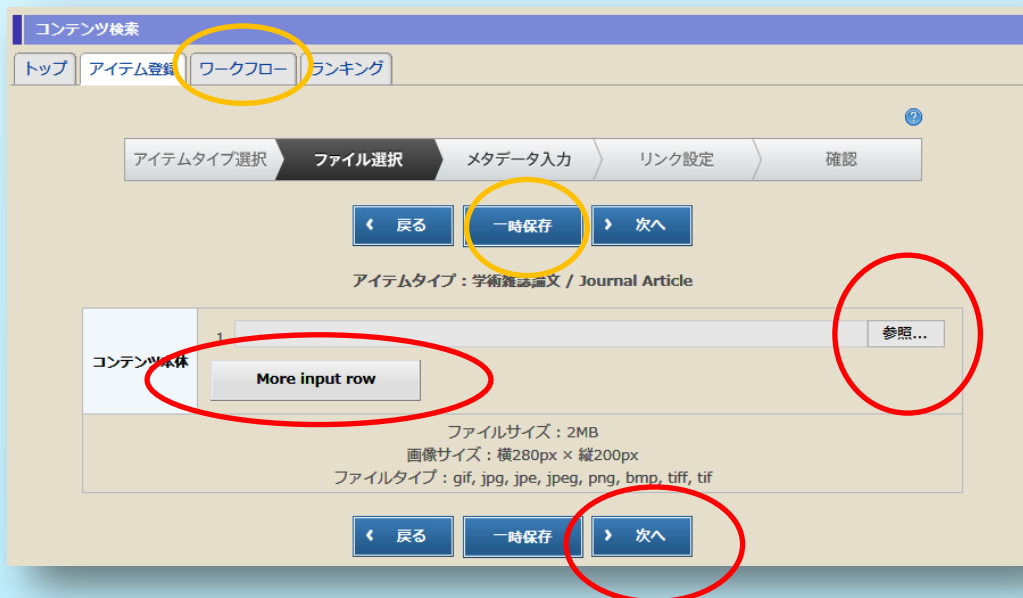 コンテンツ検索
トップ アイテム登録 ワークフロー ランキング
アイテムタイプ選択 ファイル選択 メタデータ入力 リンク設定 確認
戻る 一時保存 次へ
アイテムタイプ：学術雑誌論文 / Journal Article
1 参照...
コンテンツ本体
More input row
ファイルサイズ：2MB
画像サイズ：横280px × 縦200px
ファイルタイプ：gif, jpg, jpe, jpeg, png, bmp, tiff, tif
戻る 一時保存 次へ